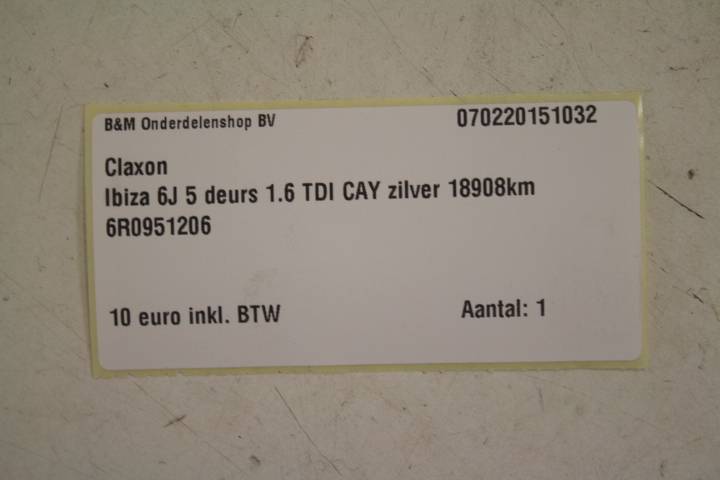 B&M Onderdelenshop BV 070220151032
Claxon
Ibiza 6J 5 deurs 1.6 TDI CAY zilver 18908km
6R0951206
10 euro inkl. BTW Aantal: 1